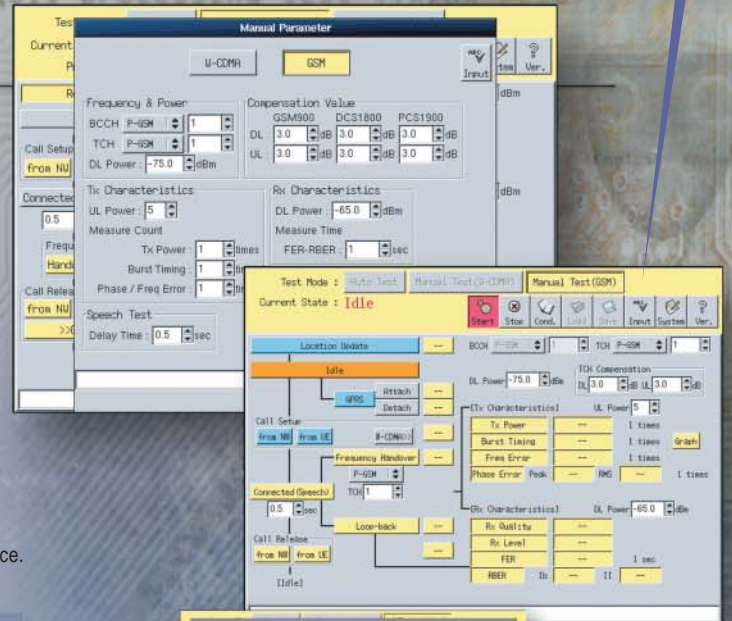 Manual Parameter
W-CDMA GSM
Input
Frequency & Power
BCCH P-GSM 1
TCH P-GSM 1
DL Power : -75.0 dBm
Compensation Value
GSM900 DCS1800 PCS1900
DL : 3.0 dB 3.0 dB 3.0 dB
UL : 3.0 dB 3.0 dB 3.0 dB
Tx Characteristics
UL Power : 5
Measure Count
Tx Power : 1 times
Burst Timing : 1
Phase / Freq Error : 1
Rx Characteristics
DL Power : -65.0 dBm
Measure Time
FER-RBER : 1 sec
Speech Test
Delay Time : 0.5 sec
Current
Call Setup
from NW
Connected
0.5
Call Relea
from NW
Ver.
dBm
dBm
Test Mode : Auto Test Manual Test(W-CDMA) Manual Test(GSM)
Current State : Idle
Start Stop Cond. Load Save Input System Ver.
Location Update --
Idle --
GPRS Attach --
Detach --
Call Setup
from NW from UE W-CDMA>> --
Frequency Handover --
P-GSM
TCH 1
Connected(Speech)
0.5 sec
Loop-back --
Call Release
from NW from UE --
[Idle]
BCCH P-GSM 1 TCH P-GSM 1
DL Power -75.0 dBm
TCH Compensation
DL 3.0 dB UL 3.0 dB
[Tx Characteristics] UL Power 5
Tx Power -- 1 times
Burst Timing -- 1 times Graph
Freq Error -- 1 times
Phase Error Peak -- RMS -- 1 times
[Rx Characteristics] DL Power -65.0 dBm
Rx Quality --
Rx Level --
FER -- 1 sec
RBER Ib -- II --
ce.